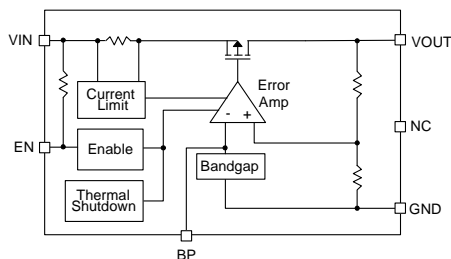 VIN
VOUT
Current
Limit
Error
Amp
- +
NC
EN
Enable
Bandgap
Thermal
Shutdown
GND
BP